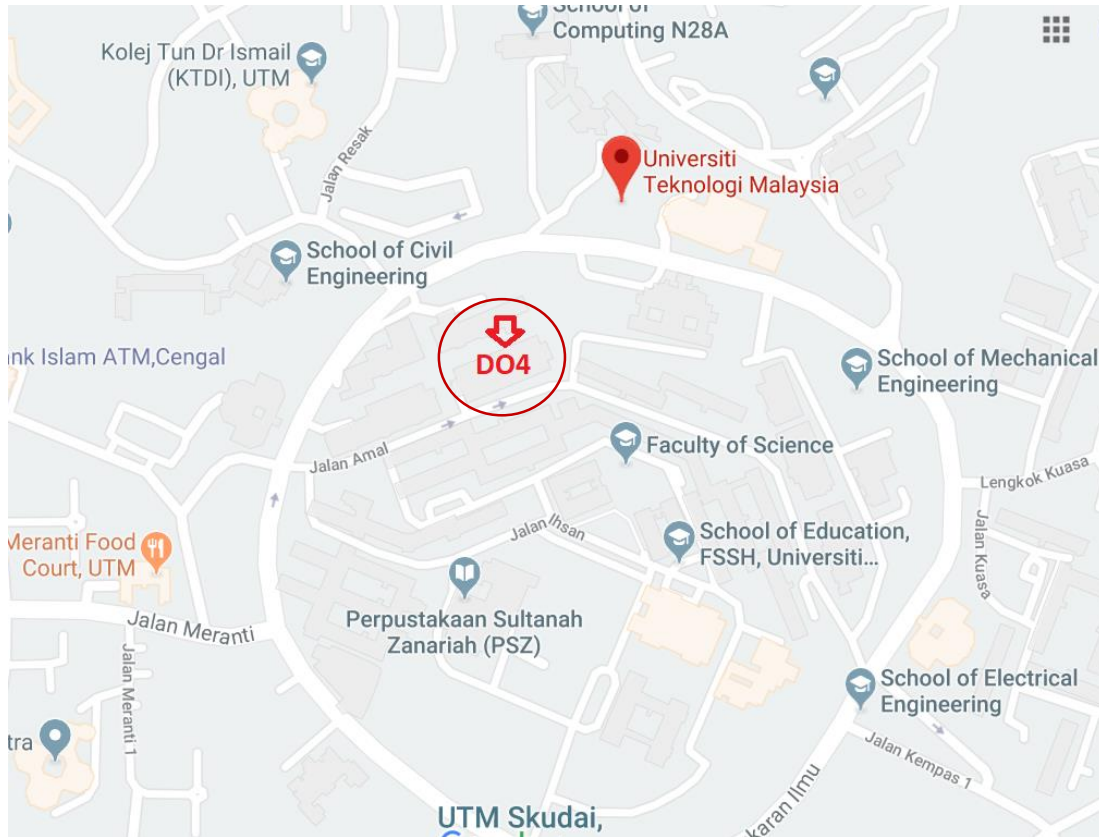 School of
Computing N28A
Kolej Tun Dr Ismail
(KTDI), UTM
Jalan Resak
Universiti
Teknologi Malaysia
School of Civil
Engineering
DO4
nk Islam ATM,Cengal
School of Mechanical
Engineering
Jalan Amal
Faculty of Science
Lengkok Kuasa
Jalan Ihsan
Jalan Kuasa
School of Education,
FSSH, Universiti...
Meranti Food
Court, UTM
Perpustakaan Sultanah
Zanariah (PSZ)
Jalan Meranti
Jalan Meranti 1
School of Electrical
Engineering
tra
Jalan Kempas 1
karan Ilmu
UTM Skudai,